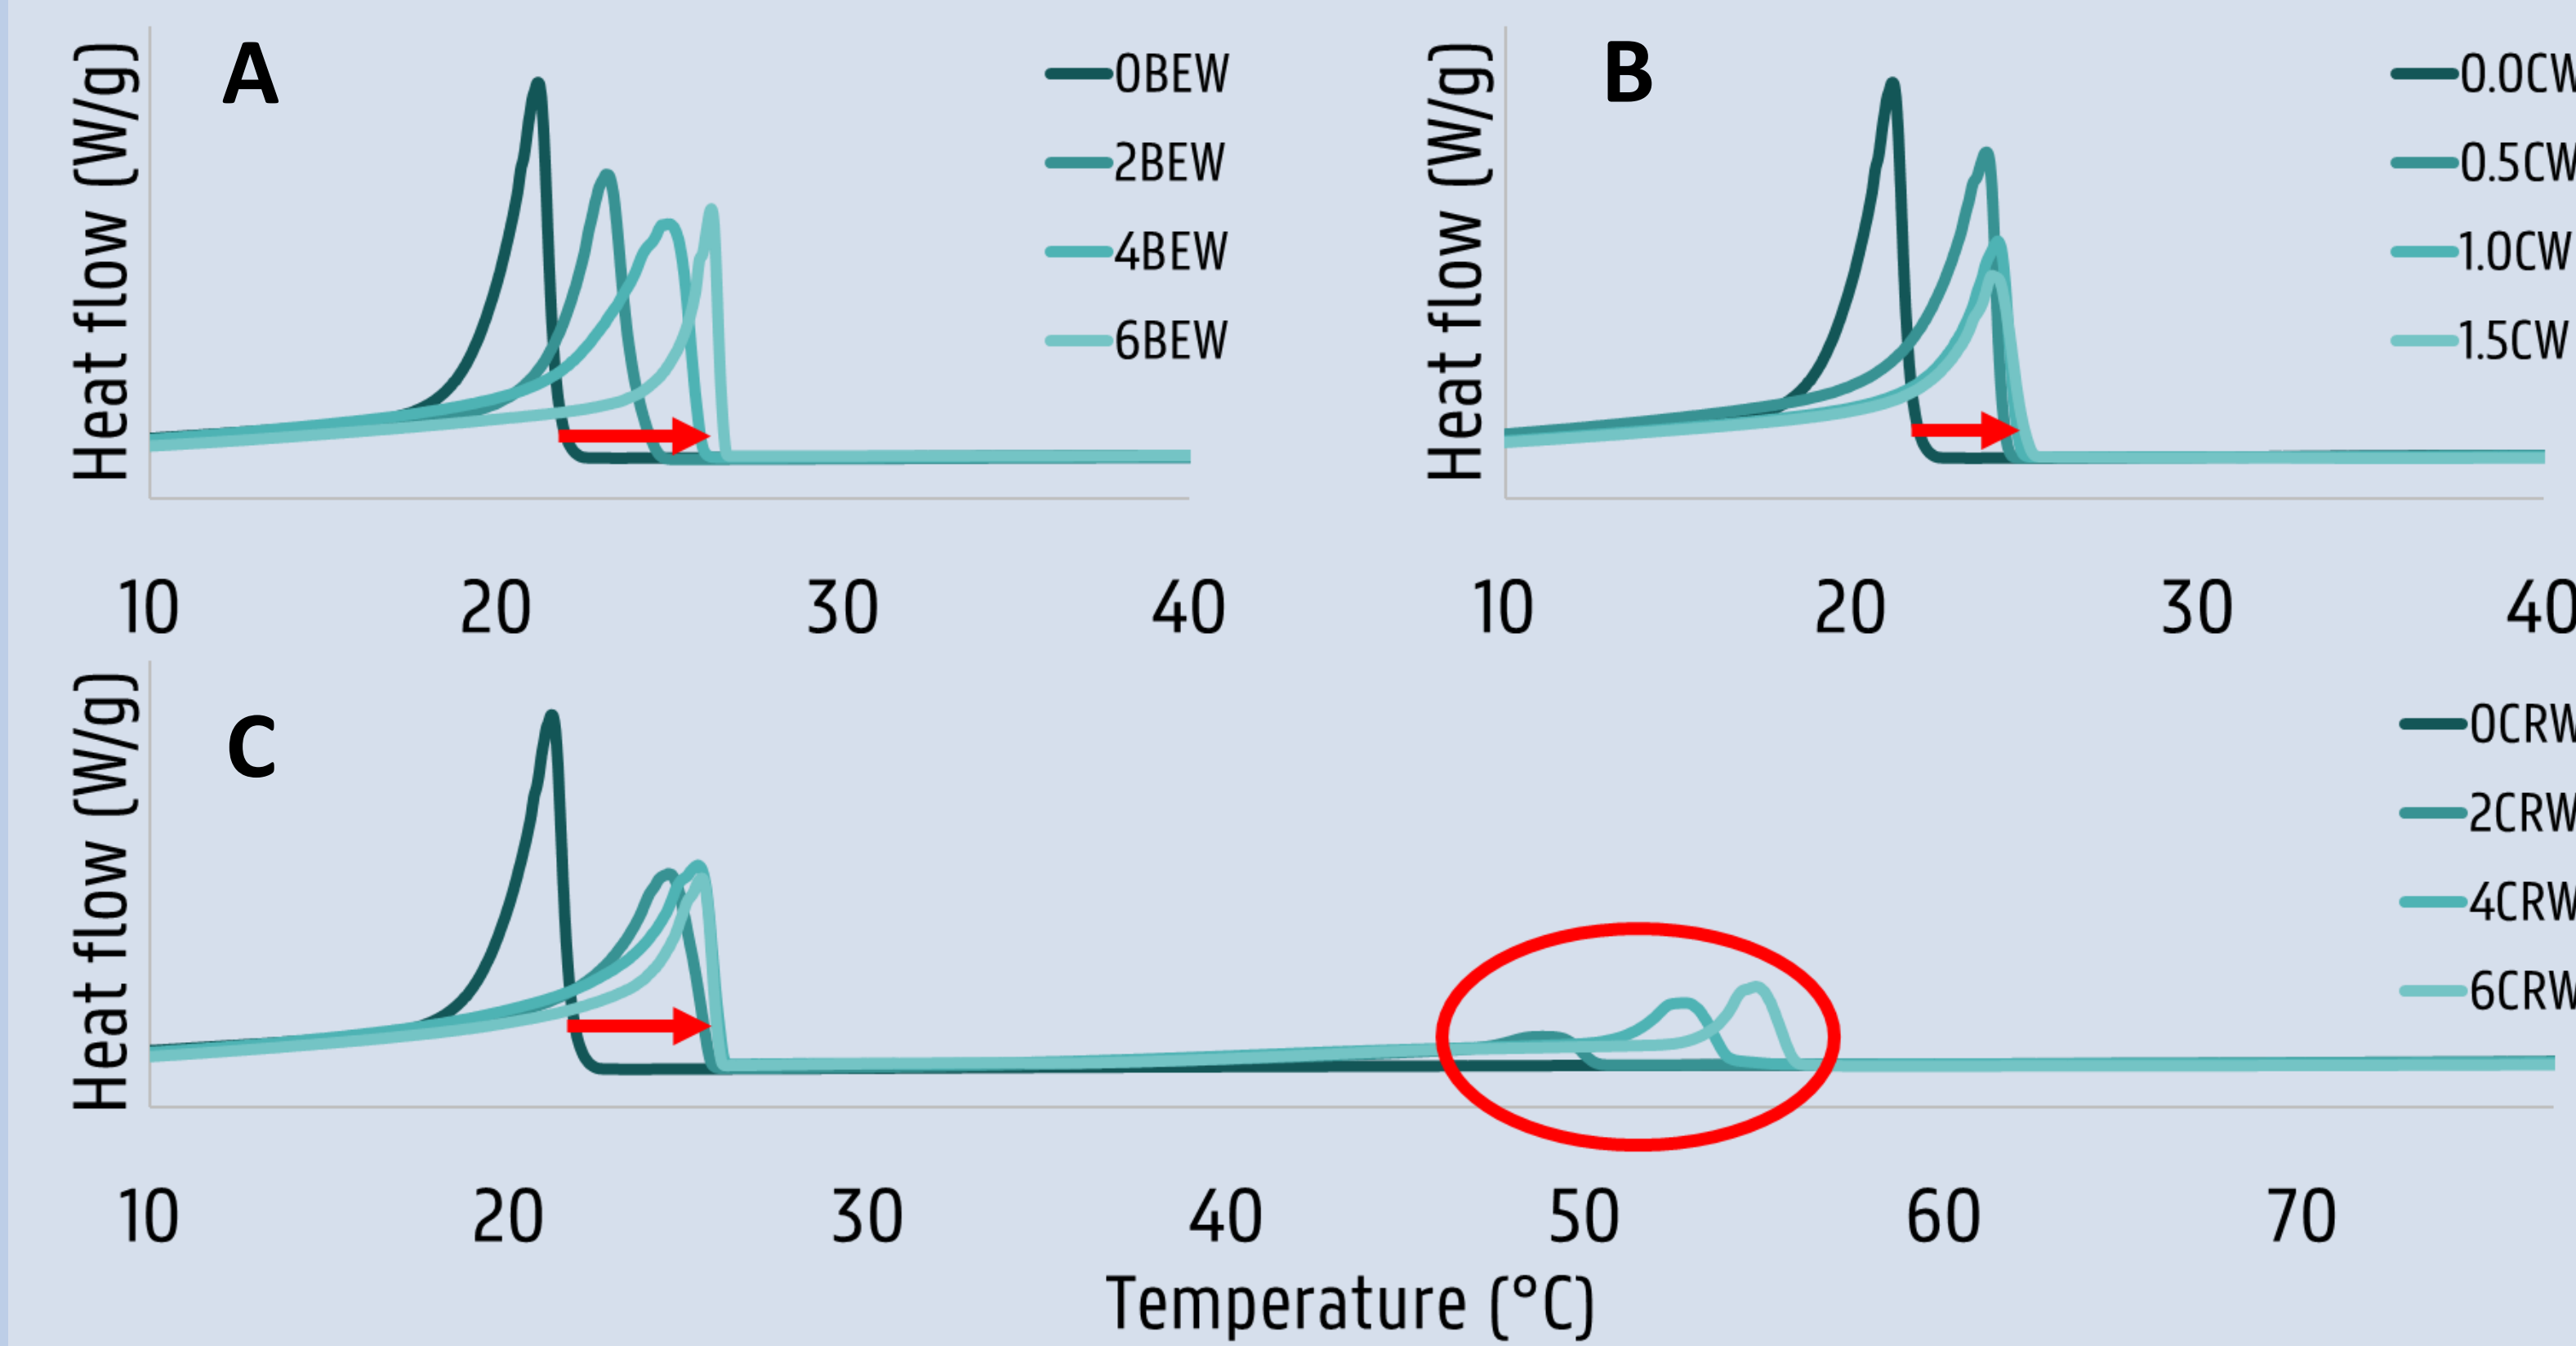 A
Heat flow (W/g)
0BEW
2BEW
4BEW
6BEW
10 20 30 40
B
Heat flow (W/g)
0.0CW
0.5CW
1.0CW
1.5CW
10 20 30 40
C
Heat flow (W/g)
0CRW
2CRW
4CRW
6CRW
10 20 30 40 50 60 70
Temperature (°C)